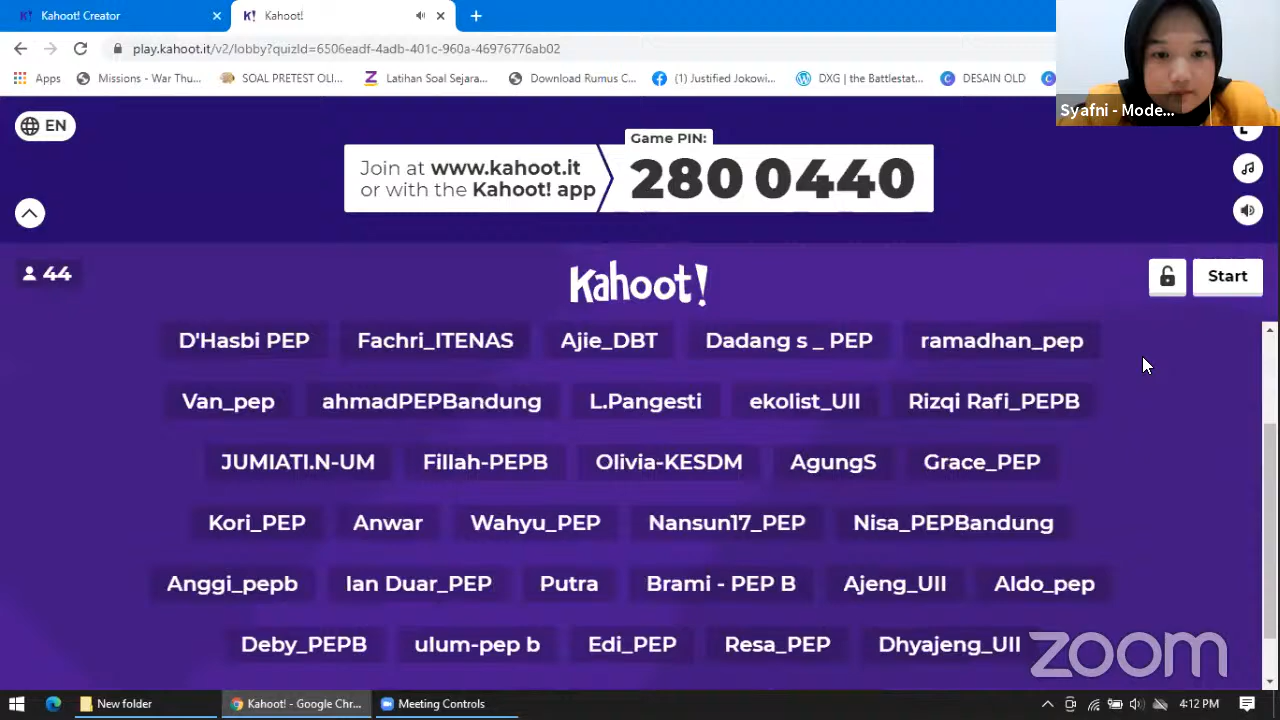 Kahoot! Creator
Kahoot!
play.kahoot.it/v2/lobby?quizId=6506eadf-4adb-401c-960a-46976776ab02
Apps Missions - War Thu... SOAL PRETEST OLI... Latihan Soal Sejara... Download Rumus C... (1) Justified Jokowi... DXG | the Battlestat... DESAIN OLD
Syafni - Mode...
EN
Game PIN:
Join at www.kahoot.it
or with the Kahoot! app
280 0440
44
Kahoot!
Start
D'Hasbi PEP Fachri_ITENAS Ajie_DBT Dadang s _ PEP ramadhan_pep
Van_pep ahmadPEPBandung L.Pangesti ekolist_UII Rizqi Rafi_PEPB
JUMIATI.N-UM Fillah-PEPB Olivia-KESDM AgungS Grace_PEP
Kori_PEP Anwar Wahyu_PEP Nansun17_PEP Nisa_PEPBandung
Anggi_pepb Ian Duar_PEP Putra Brami - PEP B Ajeng_UII Aldo_pep
Deby_PEPB ulum-pep b Edi_PEP Resa_PEP Dhyajeng_UII
zoom
New folder Kahoot! - Google Chr... Meeting Controls 4:12 PM